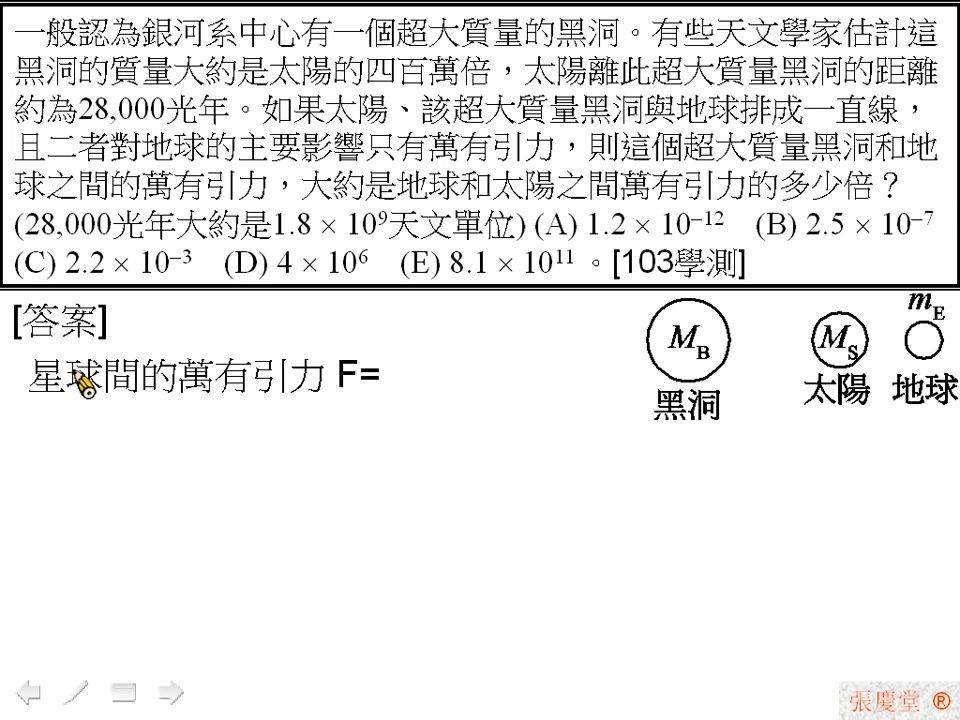 一般認為銀河系中心有一個超大質量的黑洞。有些天文學家估計這
黑洞的質量大約是太陽的四百萬倍，太陽離此超大質量黑洞的距離
約為28,000光年。如果太陽、該超大質量黑洞與地球排成一直線，
且二者對地球的主要影響只有萬有引力，則這個超大質量黑洞和地
球之間的萬有引力，大約是地球和太陽之間萬有引力的多少倍？
(28,000光年大約是1.8 × 10⁹天文單位) (A) 1.2 × 10⁻¹² (B) 2.5 × 10⁻⁷
(C) 2.2 × 10⁻³ (D) 4 × 10⁶ (E) 8.1 × 10¹¹ 。[103學測]
[答案]
星球間的萬有引力 F=
M_B
黑洞
M_S
太陽
m_E
地球
張慶堂 ®